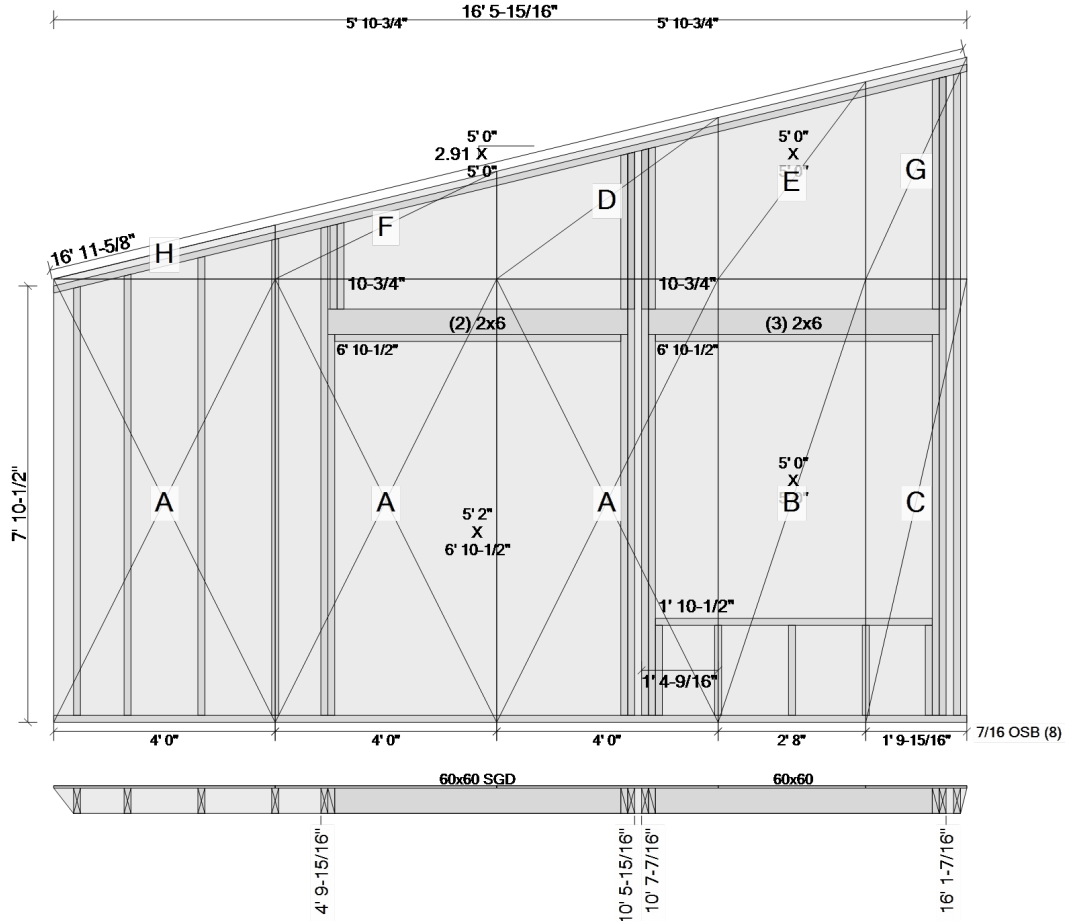 16' 5-15/16"
5' 10-3/4" 5' 10-3/4"
5' 0"
2.91 X
5' 0"
5' 0"
X
5' 0"
E
G
D
F
H
16' 11-5/8"
10-3/4" 10-3/4"
(2) 2x6 (3) 2x6
6' 10-1/2" 6' 10-1/2"
7' 10-1/2"
5' 0"
X
5' 0"
A A A B C
5' 2"
X
6' 10-1/2"
1' 10-1/2"
1' 4-9/16"
4' 0" 4' 0" 4' 0" 2' 8" 1' 9-15/16"
7/16 OSB (8)
60x60 SGD 60x60
4' 9-15/16"
10' 5-15/16"
10' 7-7/16"
16' 1-7/16"